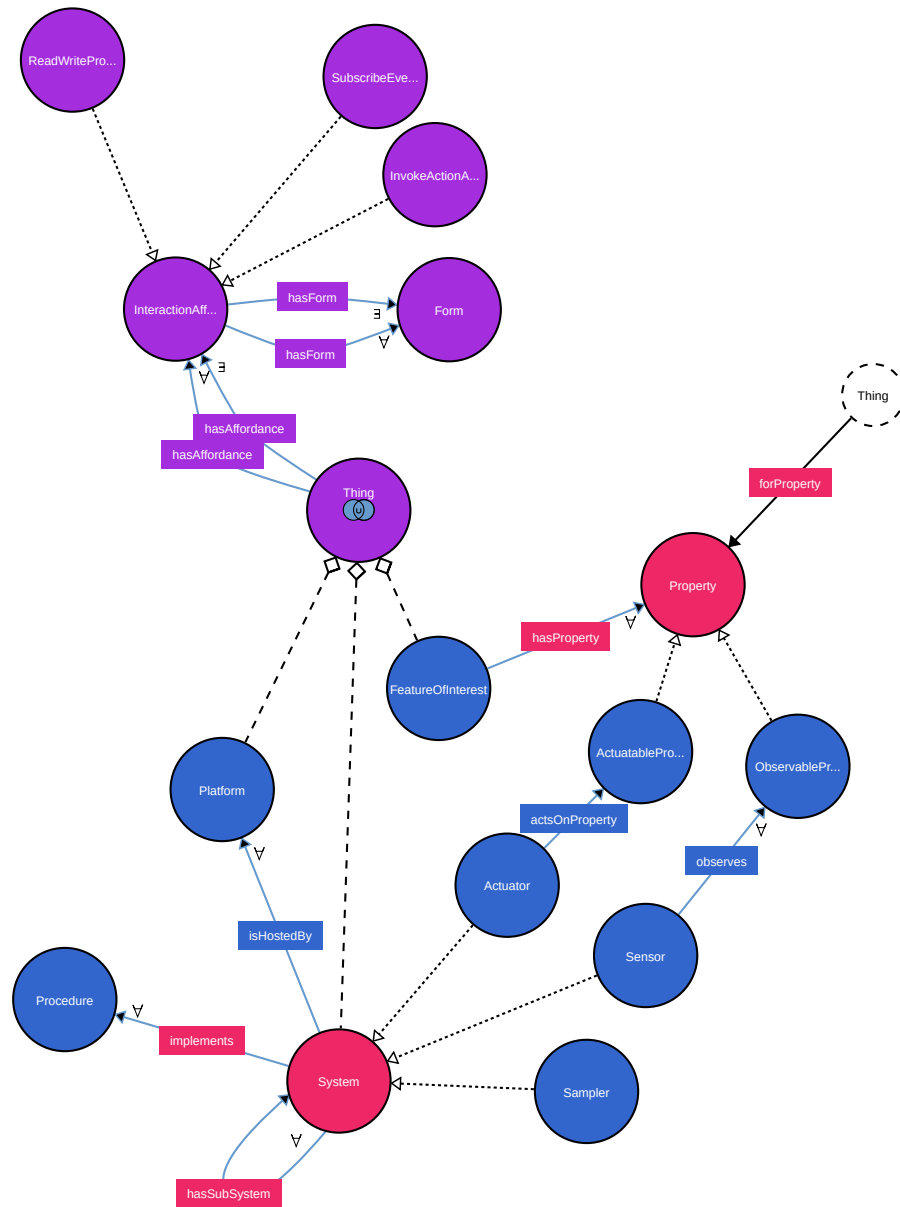 ReadWritePro...
SubscribeEve...
InvokeActionA...
InteractionAff...
hasForm
Form
∃
hasForm
∀
∀ ∃
Thing
hasAffordance
hasAffordance
forProperty
Thing
∪
Property
hasProperty
∀
FeatureOfInterest
ActuatablePro...
ObservablePr...
Platform
actsOnProperty
∀
∀
observes
Actuator
isHostedBy
Sensor
Procedure
∀
implements
System
Sampler
∀
hasSubSystem